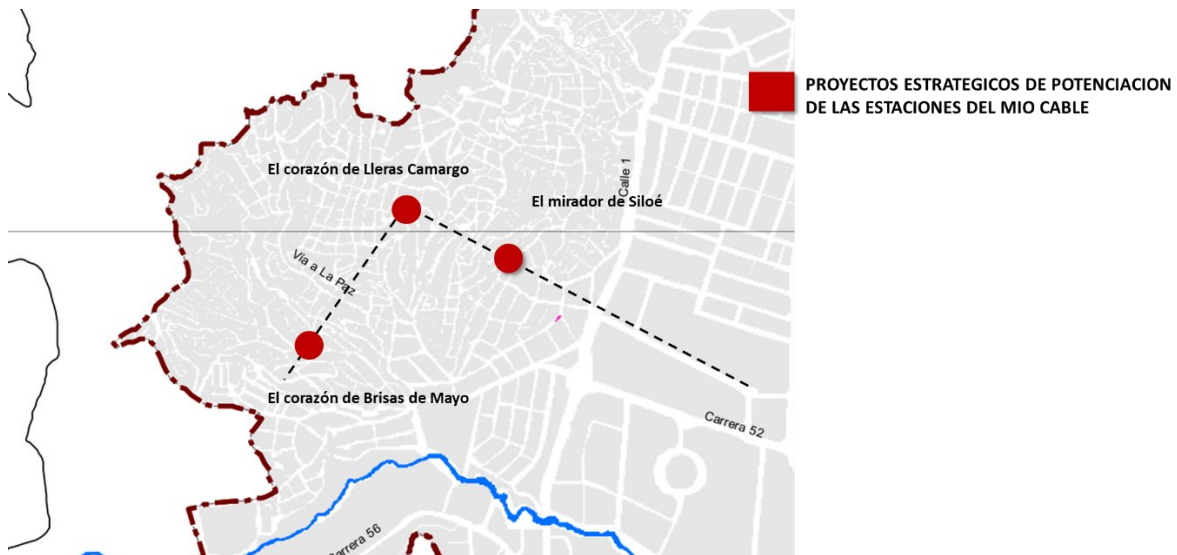 PROYECTOS ESTRATEGICOS DE POTENCIACION
DE LAS ESTACIONES DEL MIO CABLE
El corazón de Lleras Camargo
Calle 1
El mirador de Siloé
Via a La Paz
El corazón de Brisas de Mayo
Carrera 52
Carrera 56